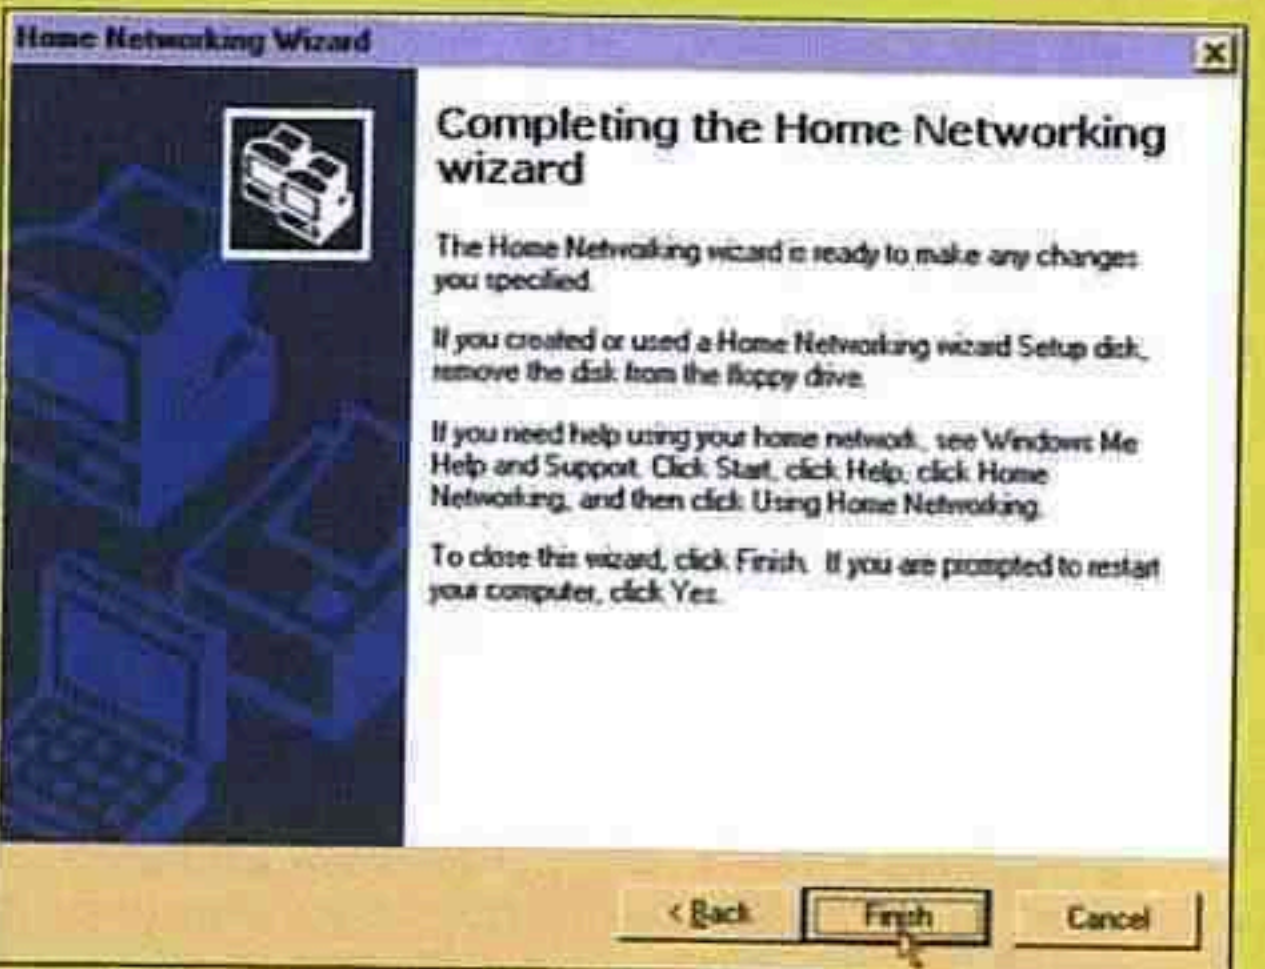 Home Networking Wizard
Completing the Home Networking
wizard
The Home Networking wizard is ready to make any changes
you specified.
If you created or used a Home Networking wizard Setup disk,
remove the disk from the floppy drive.
If you need help using your home network, see Windows Me
Help and Support. Click Start, click Help, click Home
Networking, and then click Using Home Networking.
To close this wizard, click Finish. If you are prompted to restart
your computer, click Yes.
< Back
Finish
Cancel